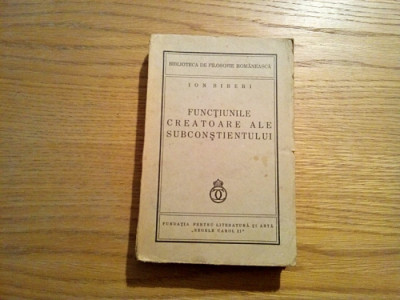 BIBLIOTECA DE FILOSOFIE ROMÂNEASCĂ
ION BIBERI
FUNCȚIUNILE
CREATOARE ALE
SUBCONȘTIENTULUI
FUNDAȚIA PENTRU LITERATURĂ ȘI ARTĂ
„REGELE CAROL II”